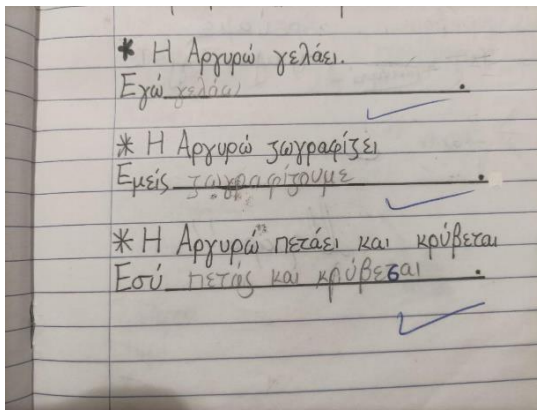 * Η Αργυρώ γελάει.
Εγώ γελάω.
* Η Αργυρώ ζωγραφίζει
Εμείς ζωγραφίζουμε.
* Η Αργυρώ πετάει και κρύβεται
Εσύ πετάς και κρύβεσαι.